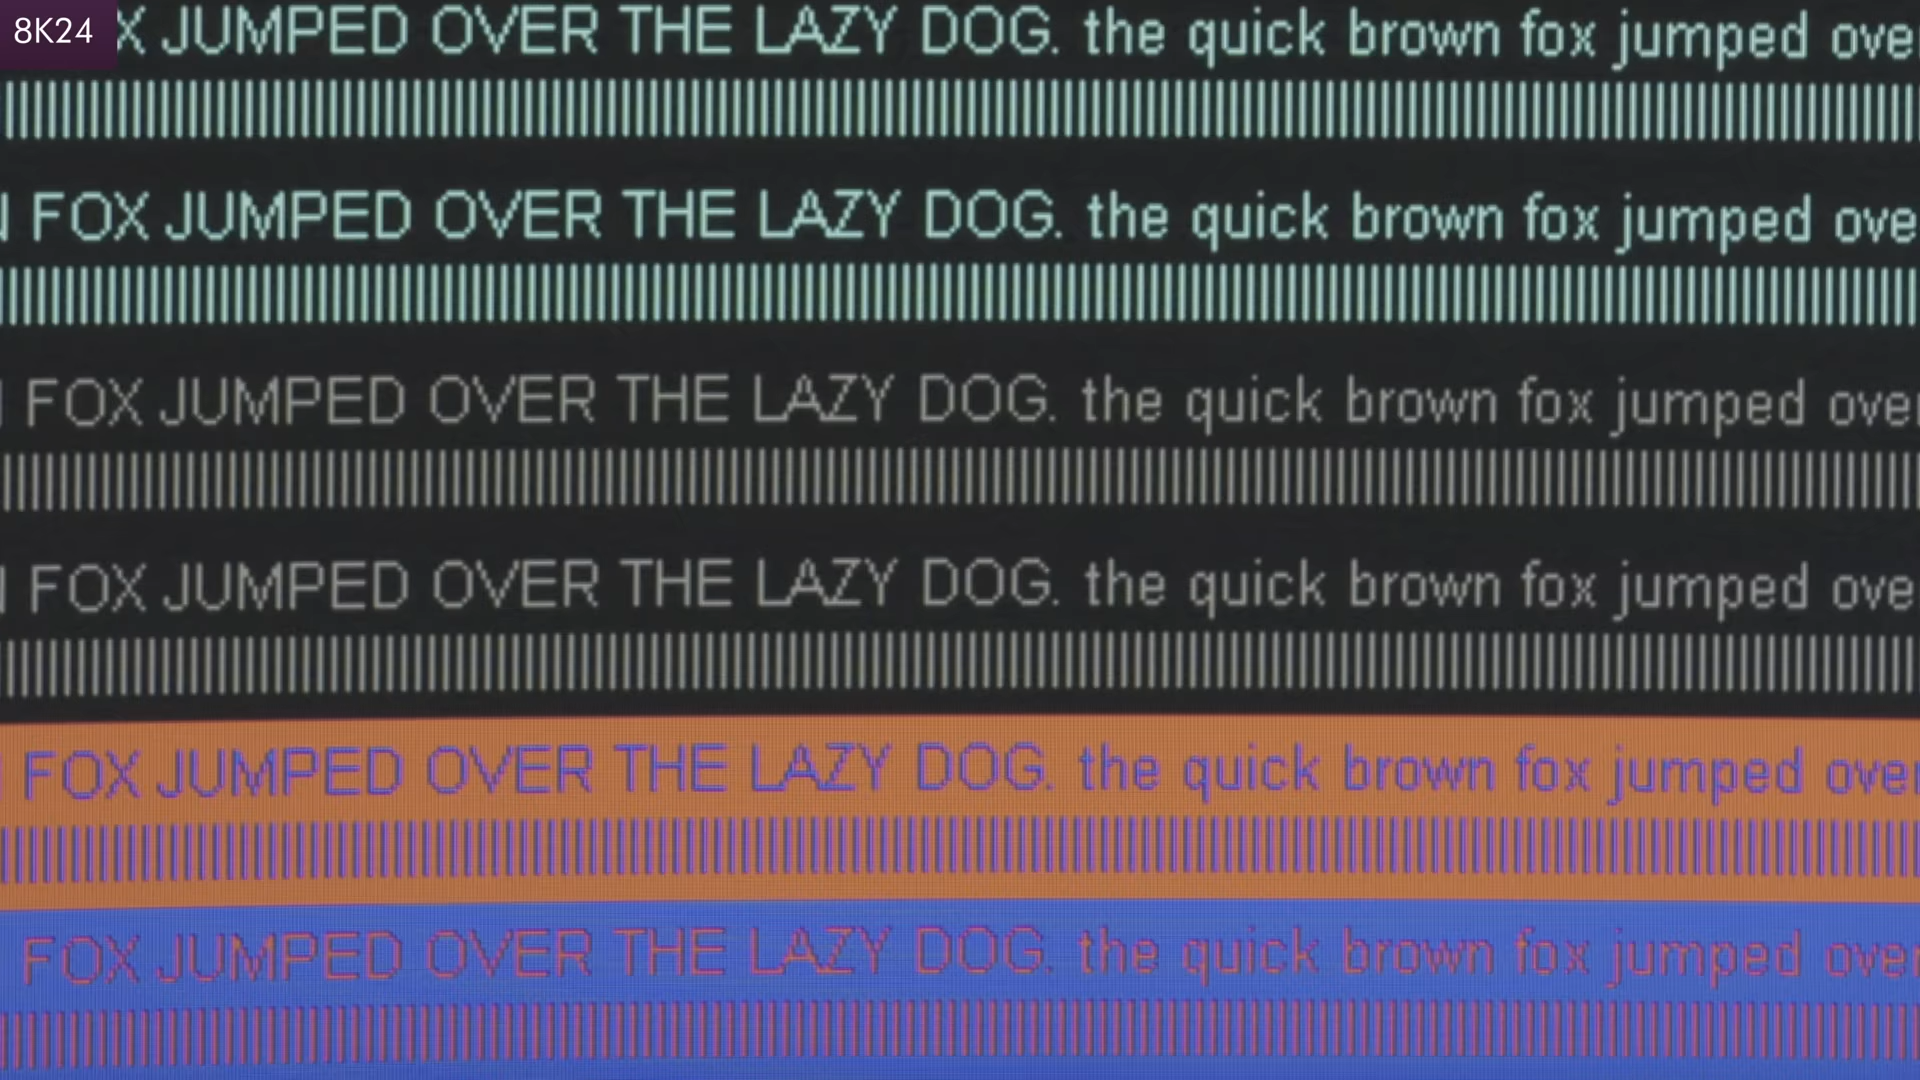 8K24
X JUMPED OVER THE LAZY DOG. the quick brown fox jumped ove
FOX JUMPED OVER THE LAZY DOG. the quick brown fox jumped ove
FOX JUMPED OVER THE LAZY DOG. the quick brown fox jumped over
FOX JUMPED OVER THE LAZY DOG. the quick brown fox jumped ove
FOX JUMPED OVER THE LAZY DOG. the quick brown fox jumped over
FOX JUMPED OVER THE LAZY DOG. the quick brown fox jumped over